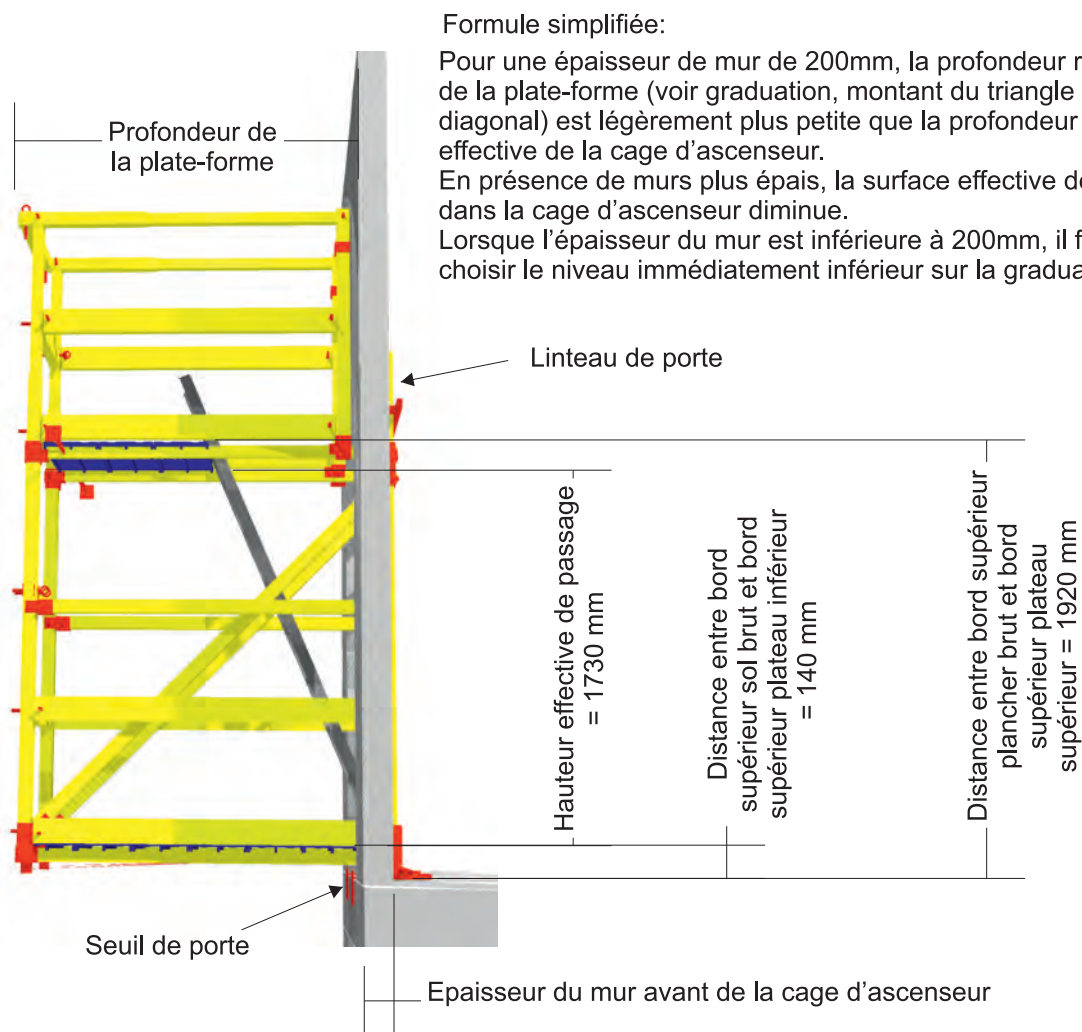 Formule simplifiée:
Pour une épaisseur de mur de 200mm, la profondeur
de la plate-forme (voir graduation, montant du triangle
diagonal) est légèrement plus petite que la profondeur
effective de la cage d'ascenseur.
En présence de murs plus épais, la surface effective
dans la cage d'ascenseur diminue.
Lorsque l'épaisseur du mur est inférieure à 200mm, il
choisir le niveau immédiatement inférieur sur la
Profondeur de
la plate-forme
Linteau de porte
Hauteur effective de passage
= 1730 mm
Distance entre bord
supérieur sol brut et bord
supérieur plateau inférieur
= 140 mm
Distance entre bord supérieur
plancher brut et bord
supérieur plateau
supérieur = 1920 mm
Seuil de porte
Epaisseur du mur avant de la cage d'ascenseur